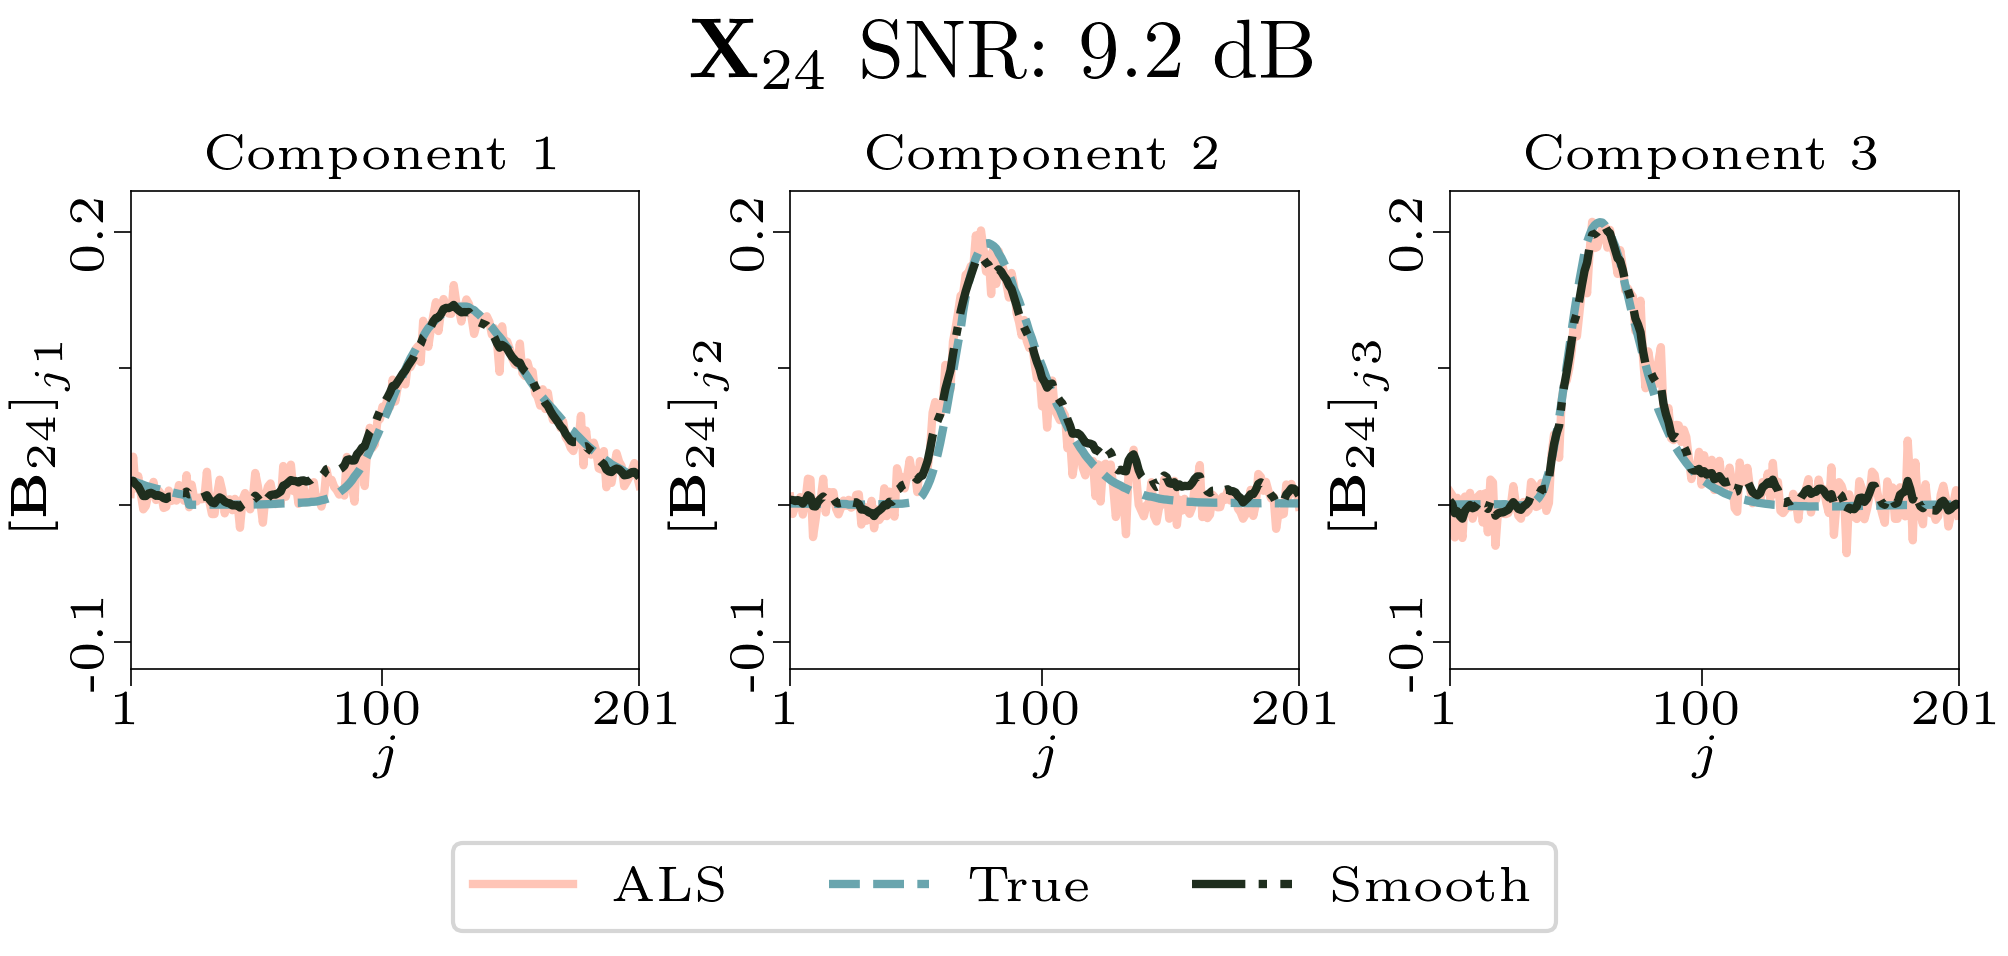 X24 SNR: 9.2 dB
Component 1
Component 2
Component 3
0.2
-0.1
[B24]j1
1 100 201
j
0.2
-0.1
[B24]j2
1 100 201
j
0.2
-0.1
[B24]j3
1 100 201
j
ALS True Smooth